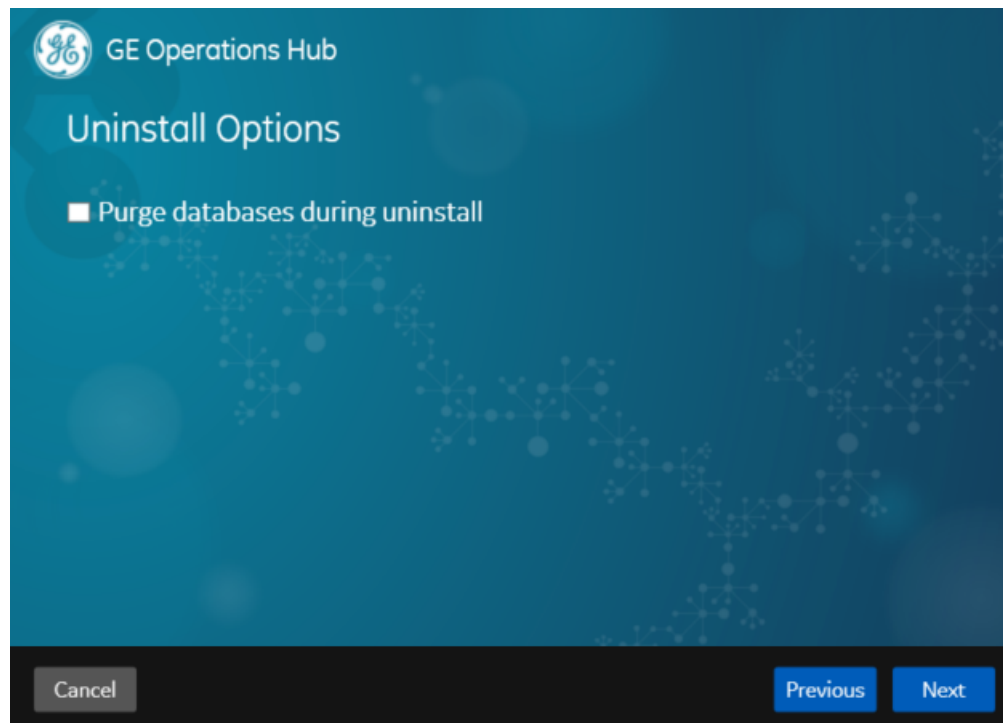 GE Operations Hub
Uninstall Options
Purge databases during uninstall
Cancel
Previous
Next